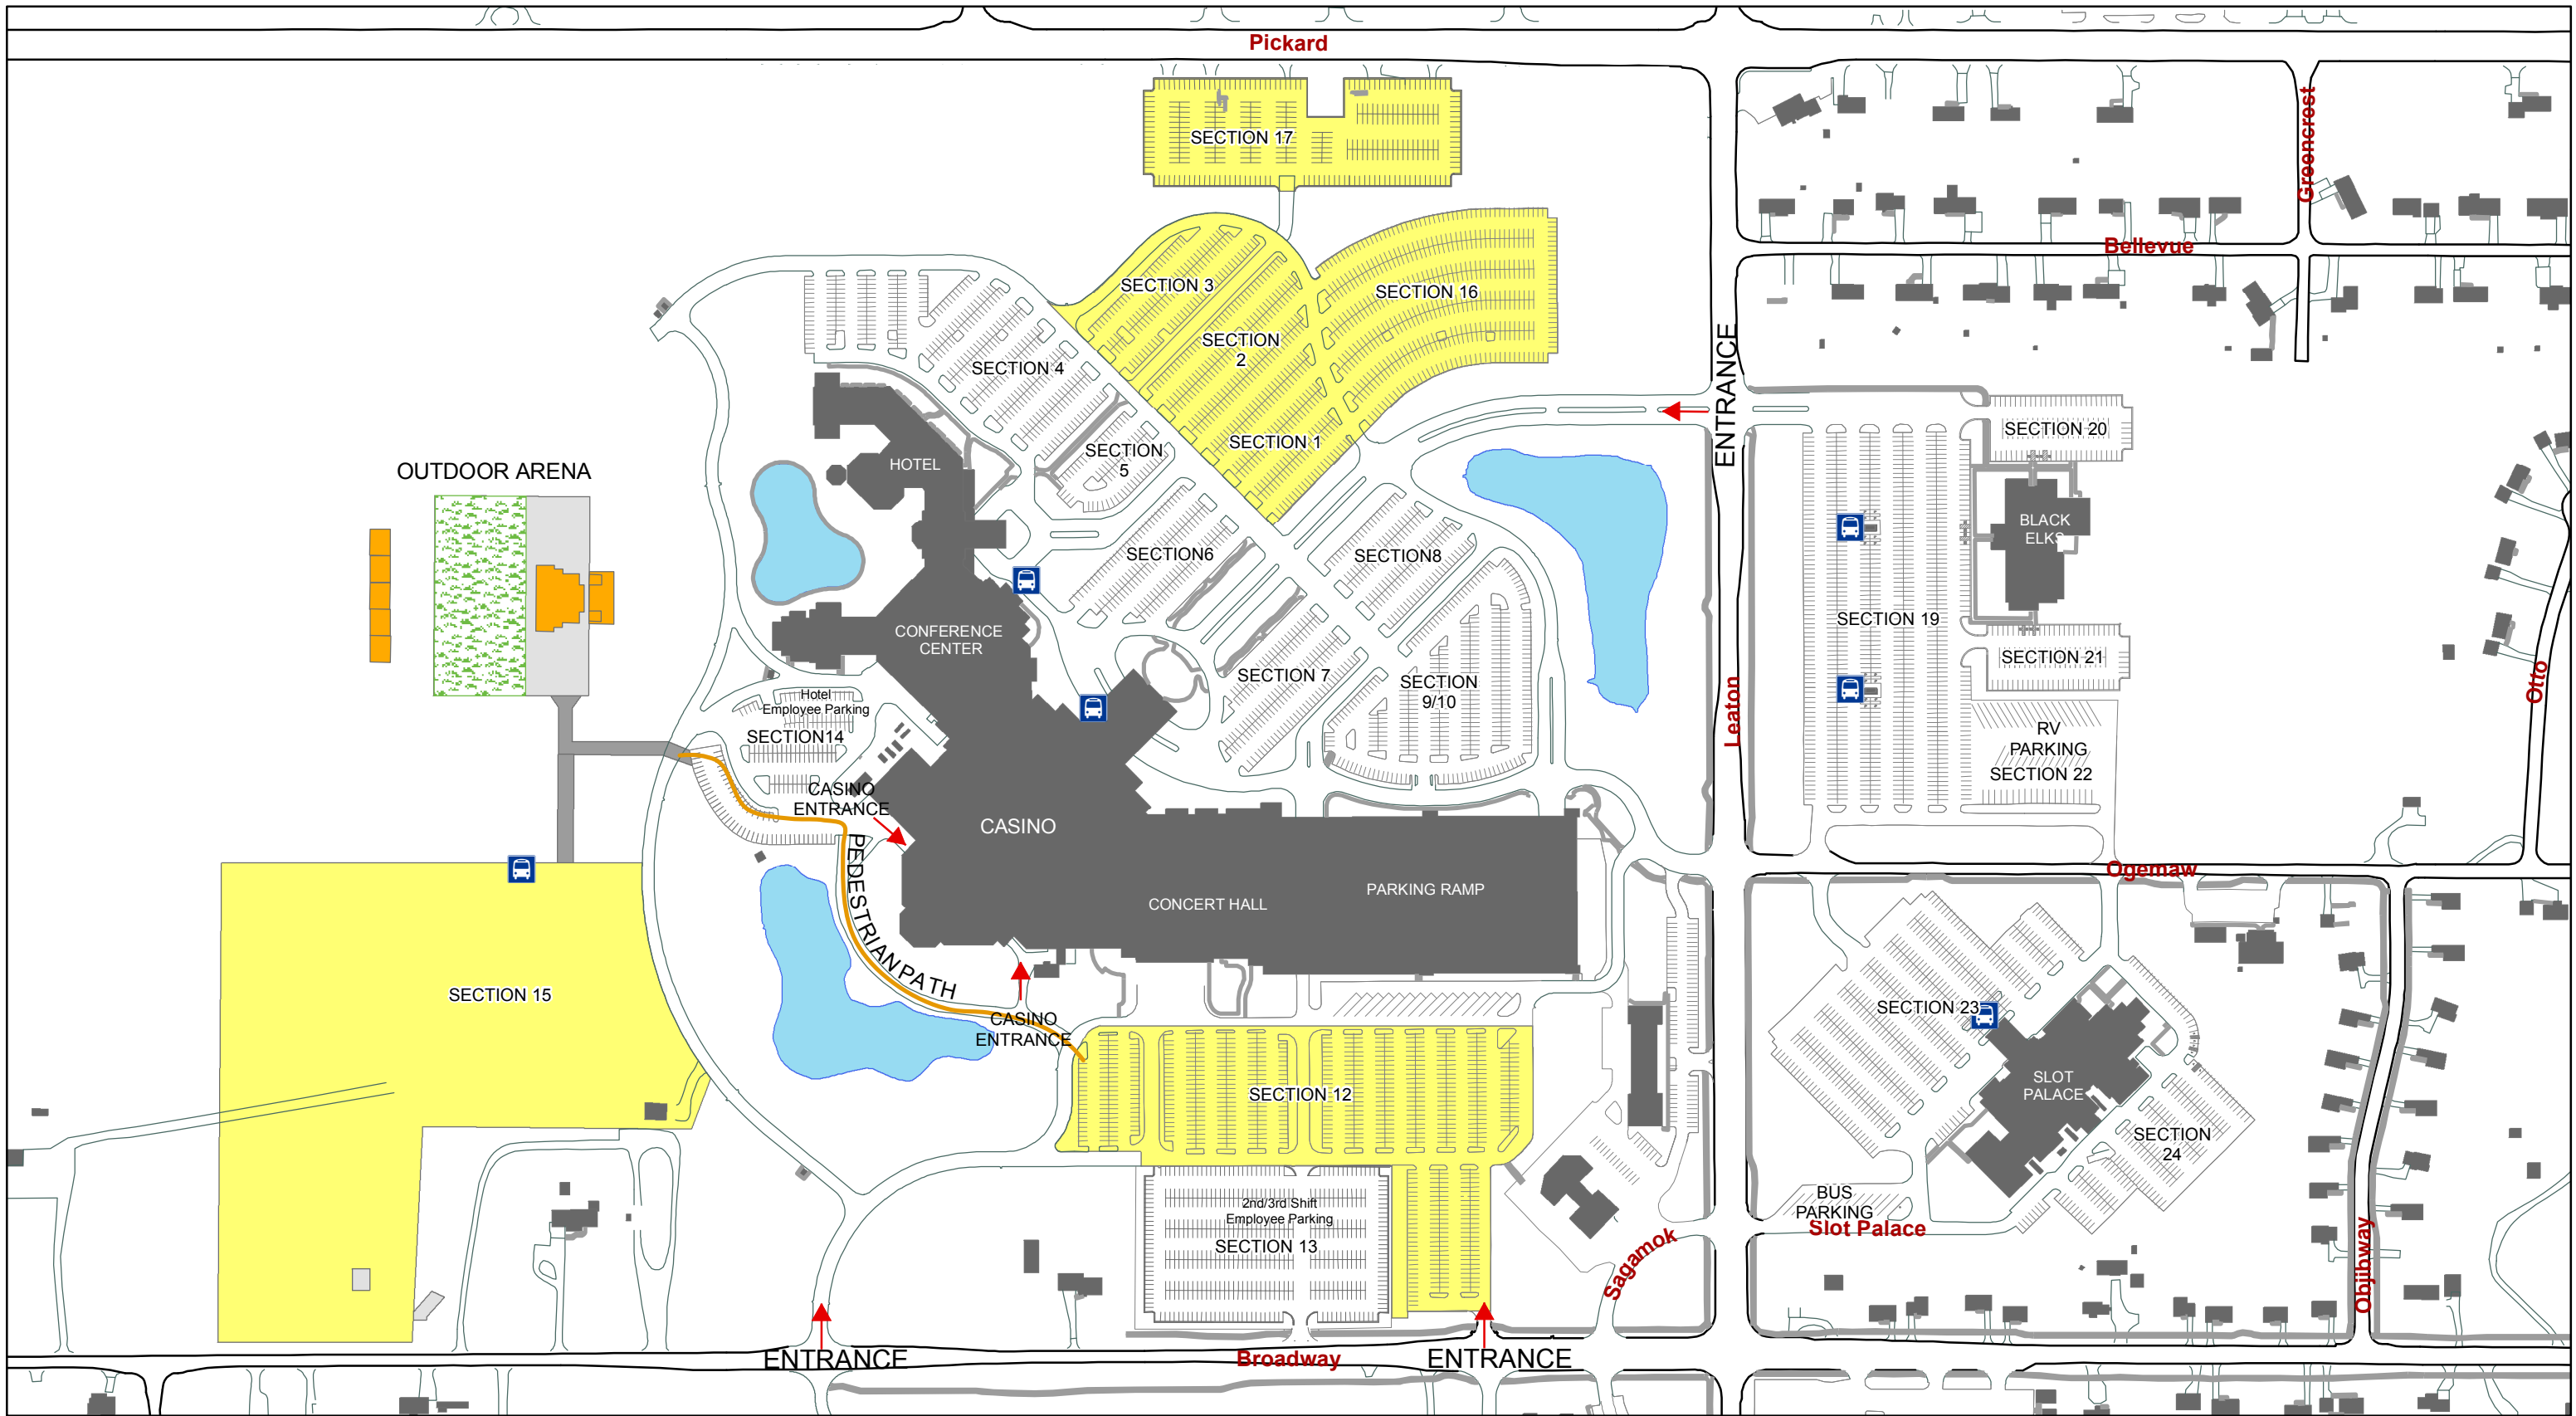 Pickard
SECTION 17
Greencrest
Bellevue
SECTION 3
SECTION 16
SECTION
2
SECTION 4
SECTION 1
ENTRANCE
SECTION 20
SECTION
5
HOTEL
OUTDOOR ARENA
BLACK
ELKS
SECTION6
SECTION8
SECTION 19
CONFERENCE
CENTER
SECTION 21
SECTION 7
SECTION
9/10
Otto
Leaton
Hotel
Employee Parking
SECTION14
RV
PARKING
SECTION 22
CASINO
ENTRANCE
CASINO
PEDESTRIAN PATH
Ogemaw
PARKING RAMP
CONCERT HALL
SECTION 15
SECTION 23
CASINO
ENTRANCE
SLOT
PALACE
SECTION 12
SECTION
24
BUS
PARKING
Slot Palace
2nd/3rd Shift
Employee Parking
SECTION 13
Sagamok
Objibway
ENTRANCE
Broadway
ENTRANCE